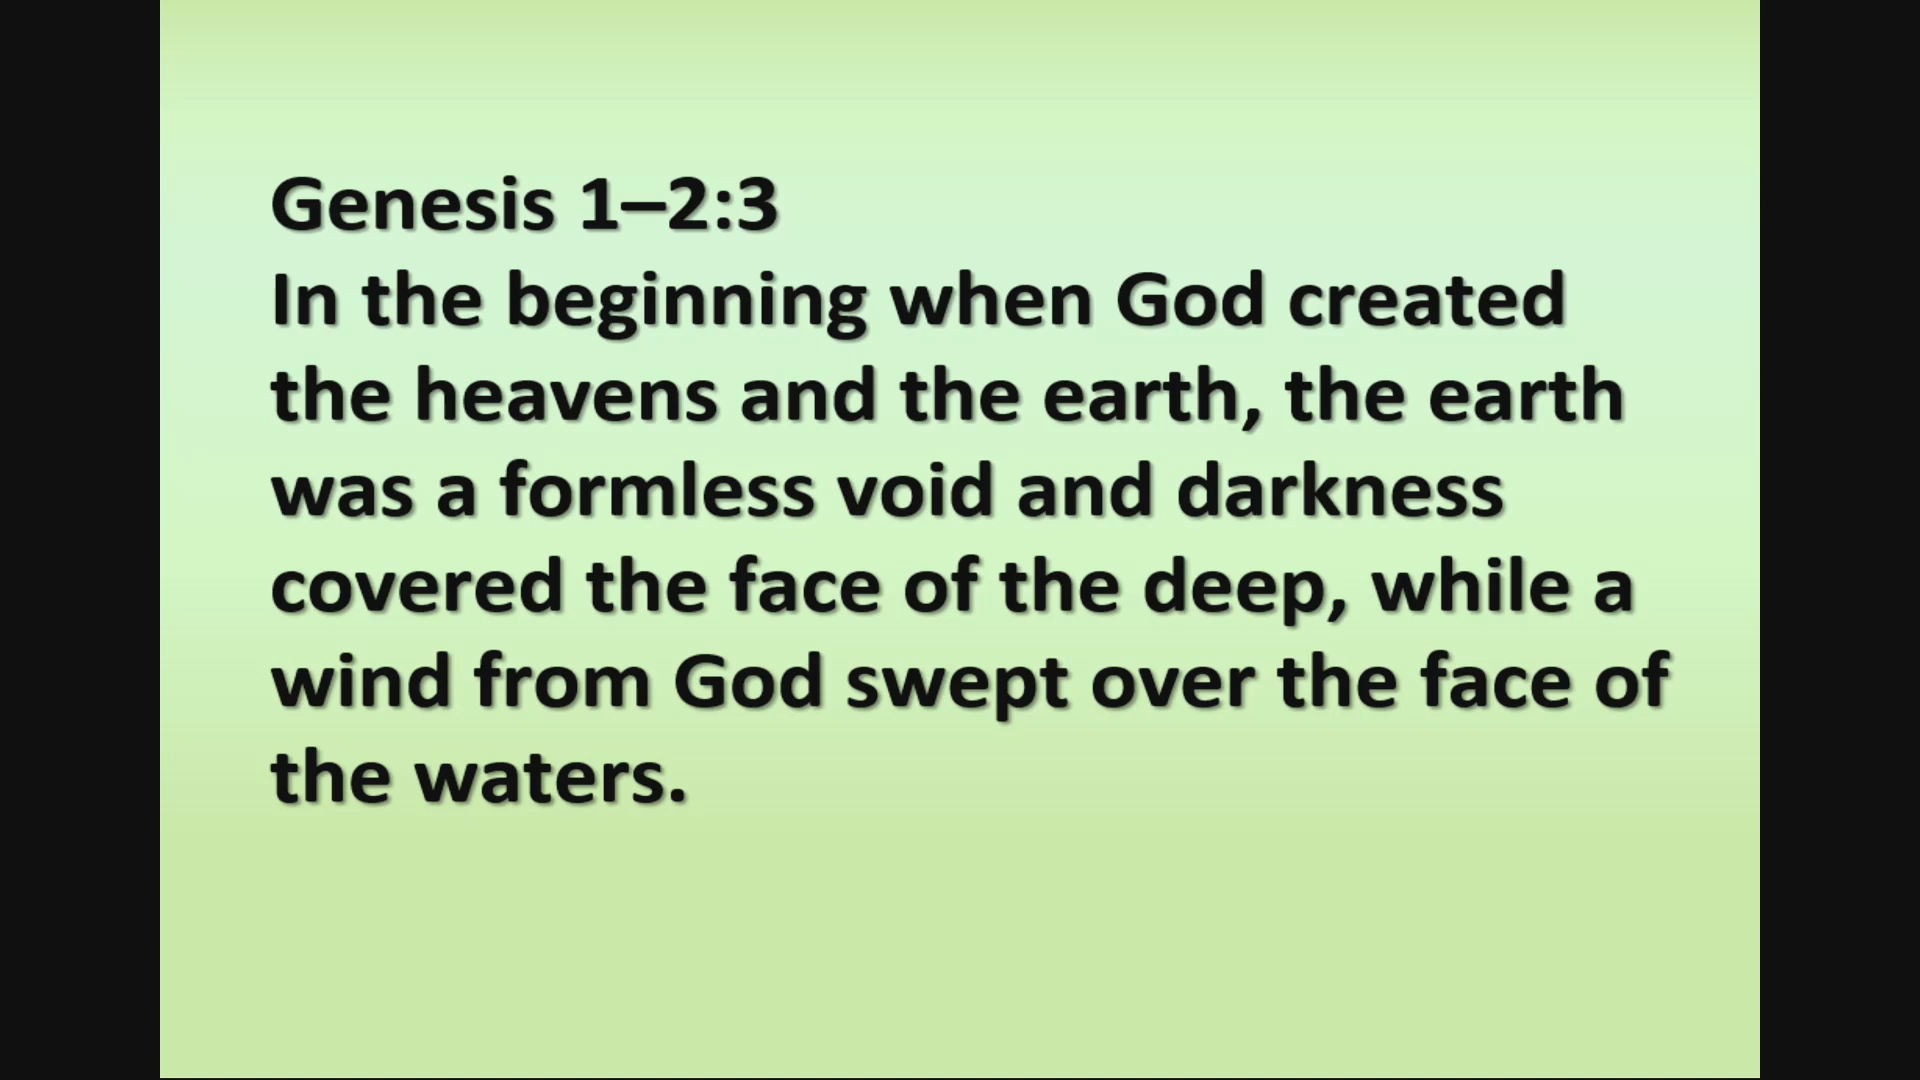 Genesis 1–2:3
In the beginning when God created
the heavens and the earth, the earth
was a formless void and darkness
covered the face of the deep, while a
wind from God swept over the face of
the waters.